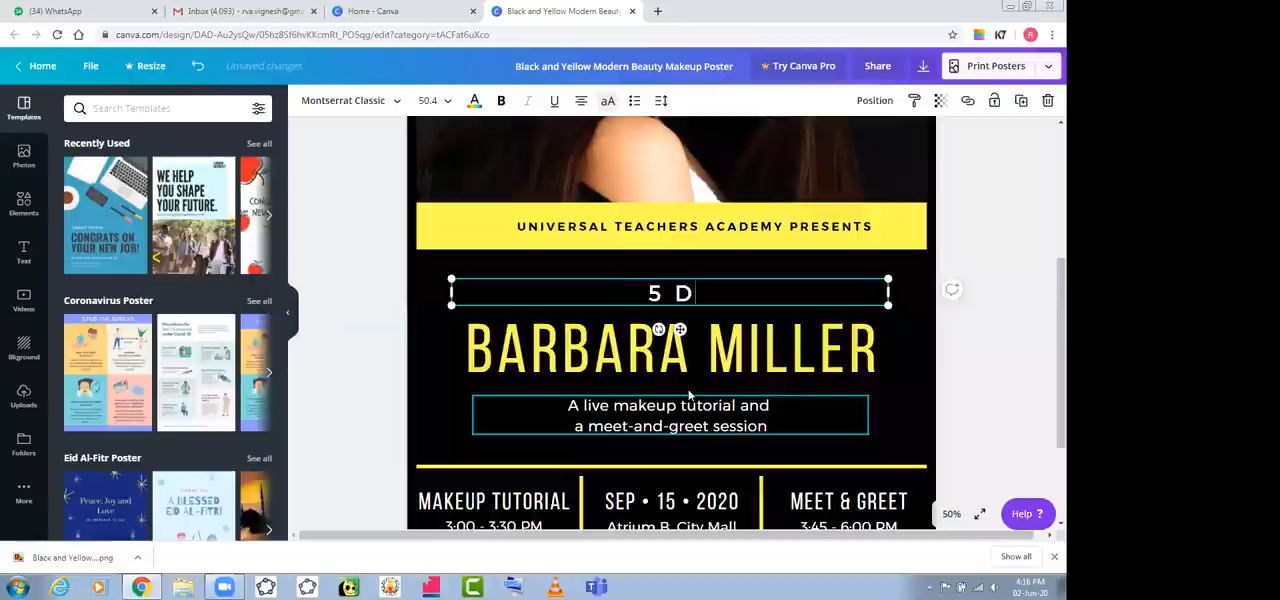 (34) WhatsApp
Inbox (4,093) - rva.vignesh@gm
Home - Canva
Black and Yellow Modern Beauty
canva.com/design/DAD-Au2ysQw/05hz8Sf6hvKKcmRt_PO5qg/edit?category=tACFat6uXco
K7
R
Home
File
Resize
Unsaved changes
Black and Yellow Modern Beauty Makeup Poster
Try Canva Pro
Share
Print Posters
Templates
Photos
Elements
Text
Videos
Bkground
Uploads
Folders
More
Search Templates
Montserrat Classic
50.4
A
B
I
U
aA
Position
Recently Used
See all
CONGRATS ON
YOUR NEW JOB!
WE HELP
YOU SHAPE
YOUR FUTURE.
Coronavirus Poster
See all
Eid Al-Fitr Poster
See all
Peace, Joy and
Love
A BLESSED
EID AL-FITR!
UNIVERSAL TEACHERS ACADEMY PRESENTS
5 D
BARBARA MILLER
A live makeup tutorial and
a meet-and-greet session
MAKEUP TUTORIAL
3:00 - 3:30 PM
SEP • 15 • 2020
Atrium B, City Mall
MEET & GREET
3:45 - 6:00 PM
50%
Help ?
Black and Yellow....png
Show all
4:16 PM
02-Jun-20